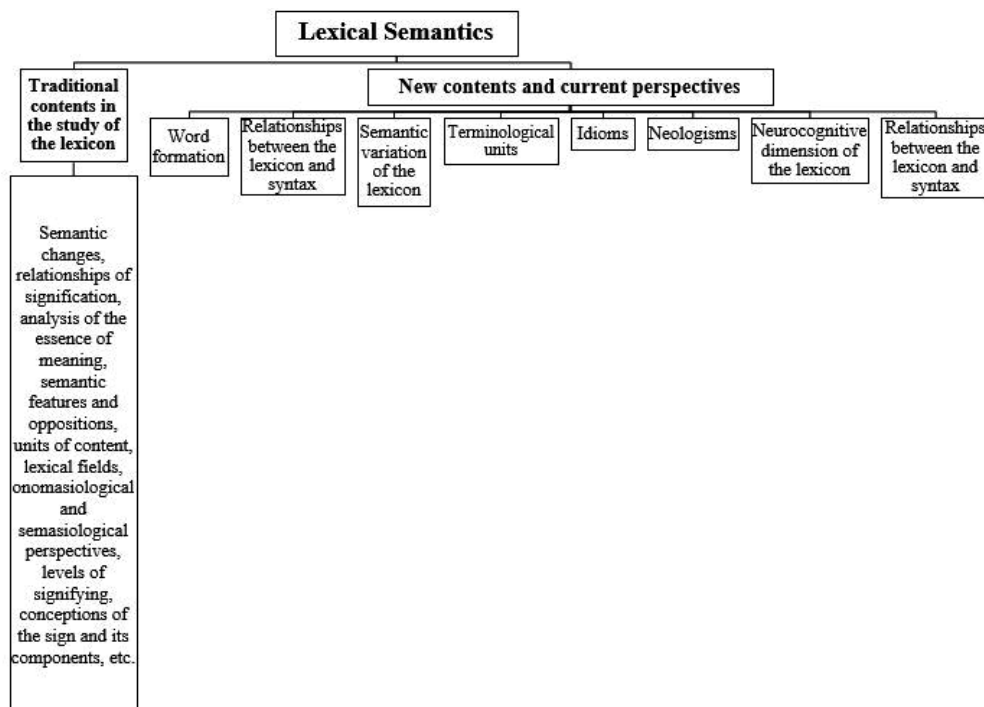 Lexical Semantics
Traditional
contents in
the study of
the lexicon
New contents and current perspectives
Word
formation
Relationships
between the
lexicon and
syntax
Semantic
variation
of the
lexicon
Terminological
units
Idioms
Neologisms
Neurocognitive
dimension of
the lexicon
Relationships
between the
lexicon and
syntax
Semantic
changes,
relationships of
signification,
analysis of the
essence of
meaning,
semantic
features and
oppositions,
units of content,
lexical fields,
onomasiological
and
semasiological
perspectives,
levels of
signifying,
conceptions of
the sign and its
components, etc.